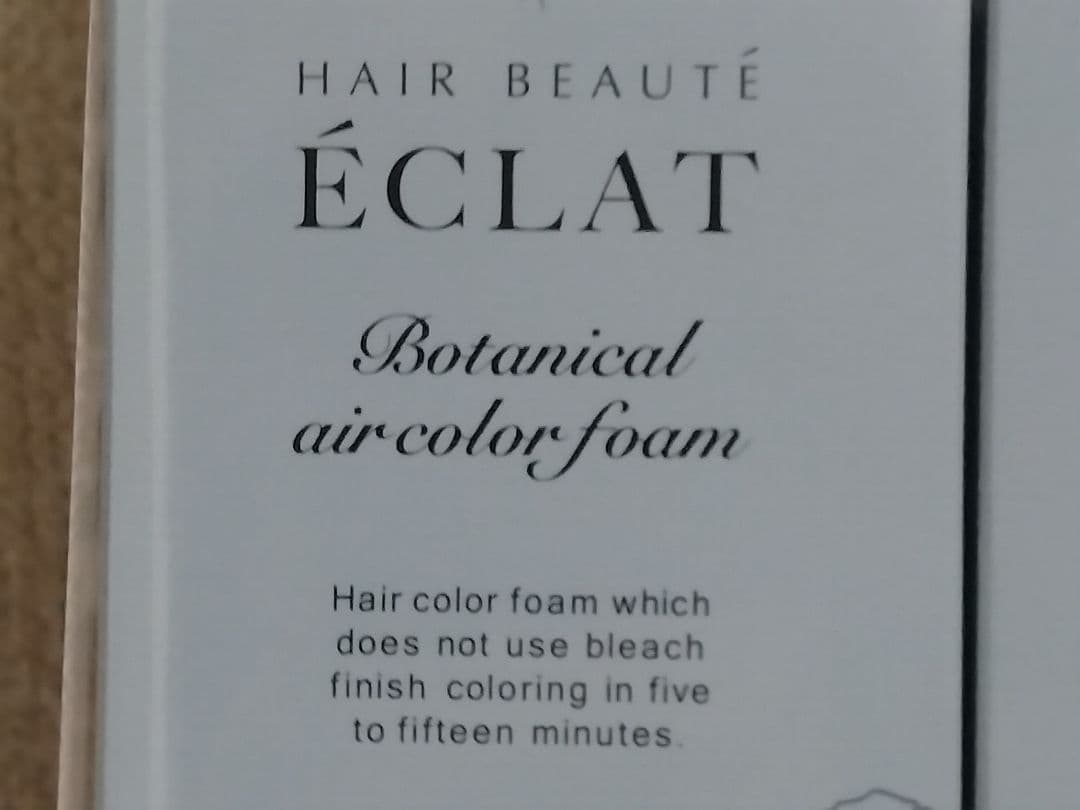 HAIR BEAUTÉ
ÉCLAT
Botanical
air color foam
Hair color foam which
does not use bleach
finish coloring in five
to fifteen minutes.